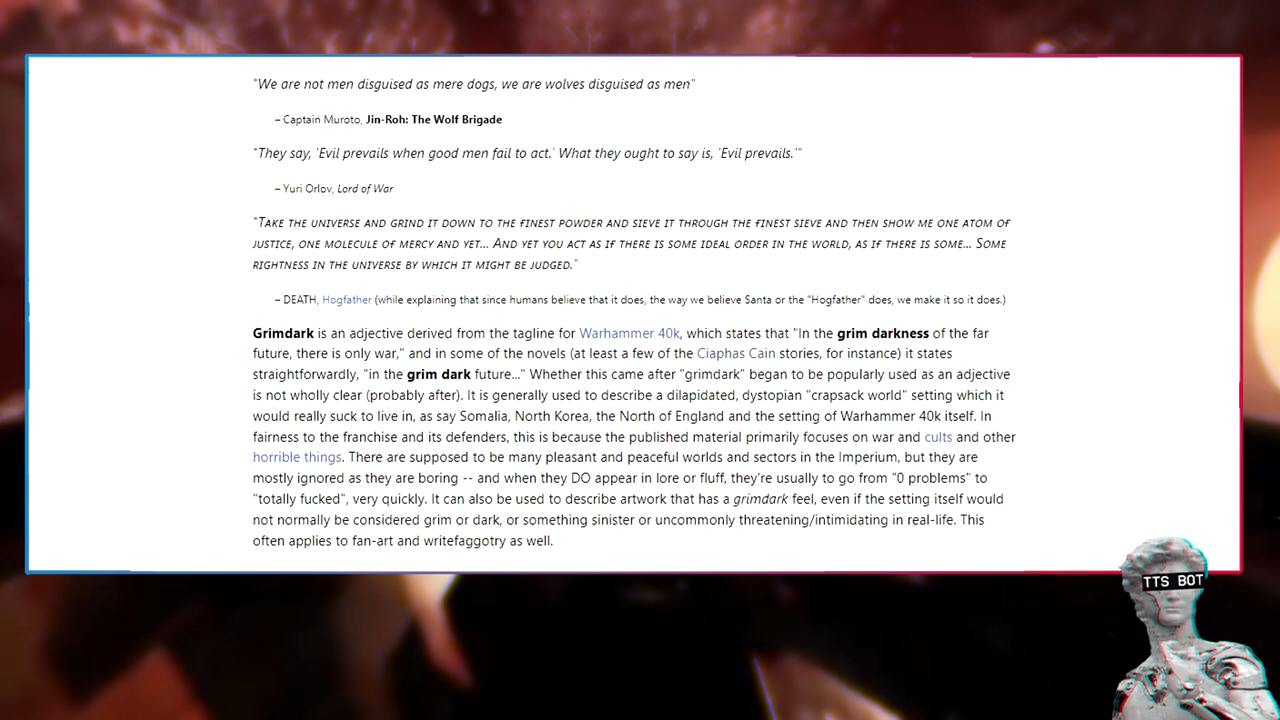 "We are not men disguised as mere dogs, we are wolves disguised as men"
– Captain Muroto, Jin-Roh: The Wolf Brigade
"They say, 'Evil prevails when good men fail to act.' What they ought to say is, 'Evil prevails.'"
– Yuri Orlov, Lord of War
"TAKE THE UNIVERSE AND GRIND IT DOWN TO THE FINEST POWDER AND SIEVE IT THROUGH THE FINEST SIEVE AND THEN SHOW ME ONE ATOM OF
JUSTICE, ONE MOLECULE OF MERCY AND YET... AND YET YOU ACT AS IF THERE IS SOME IDEAL ORDER IN THE WORLD, AS IF THERE IS SOME... SOME
RIGHTNESS IN THE UNIVERSE BY WHICH IT MIGHT BE JUDGED."
– DEATH, Hogfather (while explaining that since humans believe that it does, the way we believe Santa or the "Hogfather" does, we make it so it does.)
Grimdark is an adjective derived from the tagline for Warhammer 40k, which states that "In the grim darkness of the far
future, there is only war," and in some of the novels (at least a few of the Ciaphas Cain stories, for instance) it states
straightforwardly, "in the grim dark future..." Whether this came after "grimdark" began to be popularly used as an adjective
is not wholly clear (probably after). It is generally used to describe a dilapidated, dystopian "crapsack world" setting which it
would really suck to live in, as say Somalia, North Korea, the North of England and the setting of Warhammer 40k itself. In
fairness to the franchise and its defenders, this is because the published material primarily focuses on war and cults and other
horrible things. There are supposed to be many pleasant and peaceful worlds and sectors in the Imperium, but they are
mostly ignored as they are boring -- and when they DO appear in lore or fluff, they're usually to go from "0 problems" to
"totally fucked", very quickly. It can also be used to describe artwork that has a grimdark feel, even if the setting itself would
not normally be considered grim or dark, or something sinister or uncommonly threatening/intimidating in real-life. This
often applies to fan-art and writefaggotry as well.
TTS BOT